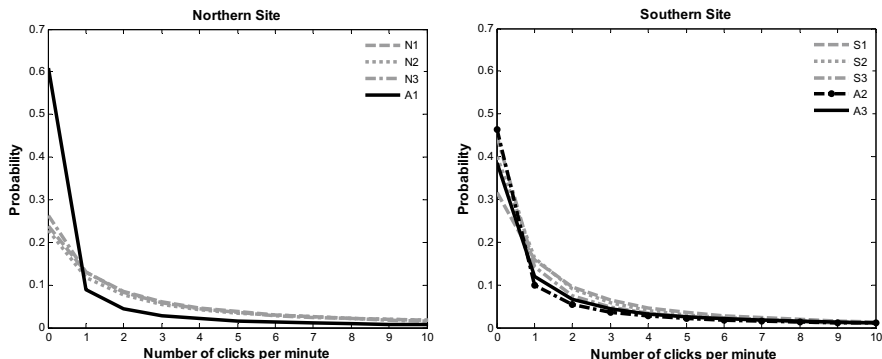 Northern Site
0.7
0.6
0.5
0.4
0.3
0.2
0.1
0
Probability
N1
N2
N3
A1
0 1 2 3 4 5 6 7 8 9 10
Number of clicks per minute
Southern Site
0.7
0.6
0.5
0.4
0.3
0.2
0.1
0
Probability
S1
S2
S3
A2
A3
0 1 2 3 4 5 6 7 8 9 10
Number of clicks per minute